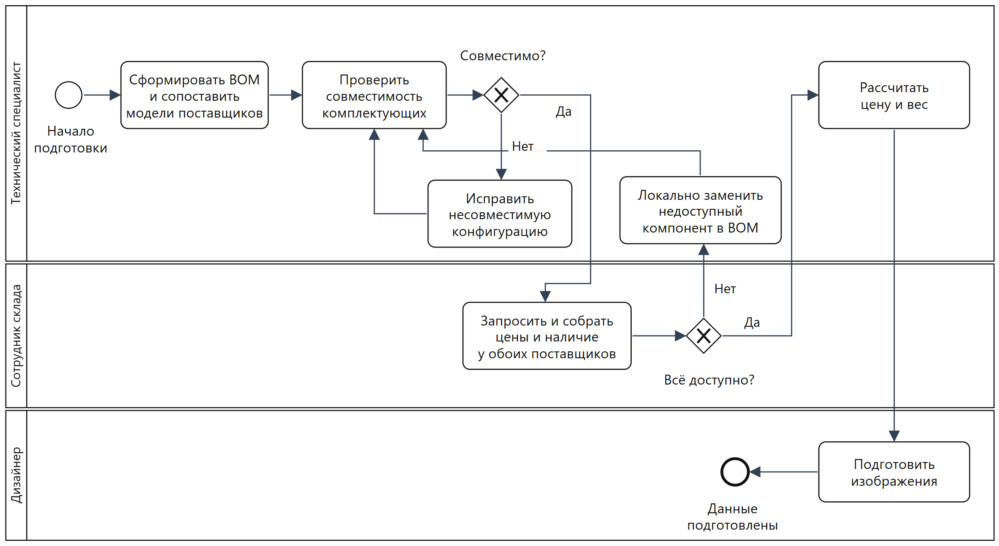 Технический специалист
Начало
подготовки
Сформировать BOM
и сопоставить
модели поставщиков
Проверить
совместимость
комплектующих
Совместимо?
Да
Нет
Исправить
несовместимую
конфигурацию
Локально заменить
недоступный
компонент в BOM
Рассчитать
цену и вес
Сотрудник склада
Запросить и собрать
цены и наличие
у обоих поставщиков
Нет
Да
Всё доступно?
Дизайнер
Данные
подготовлены
Подготовить
изображения